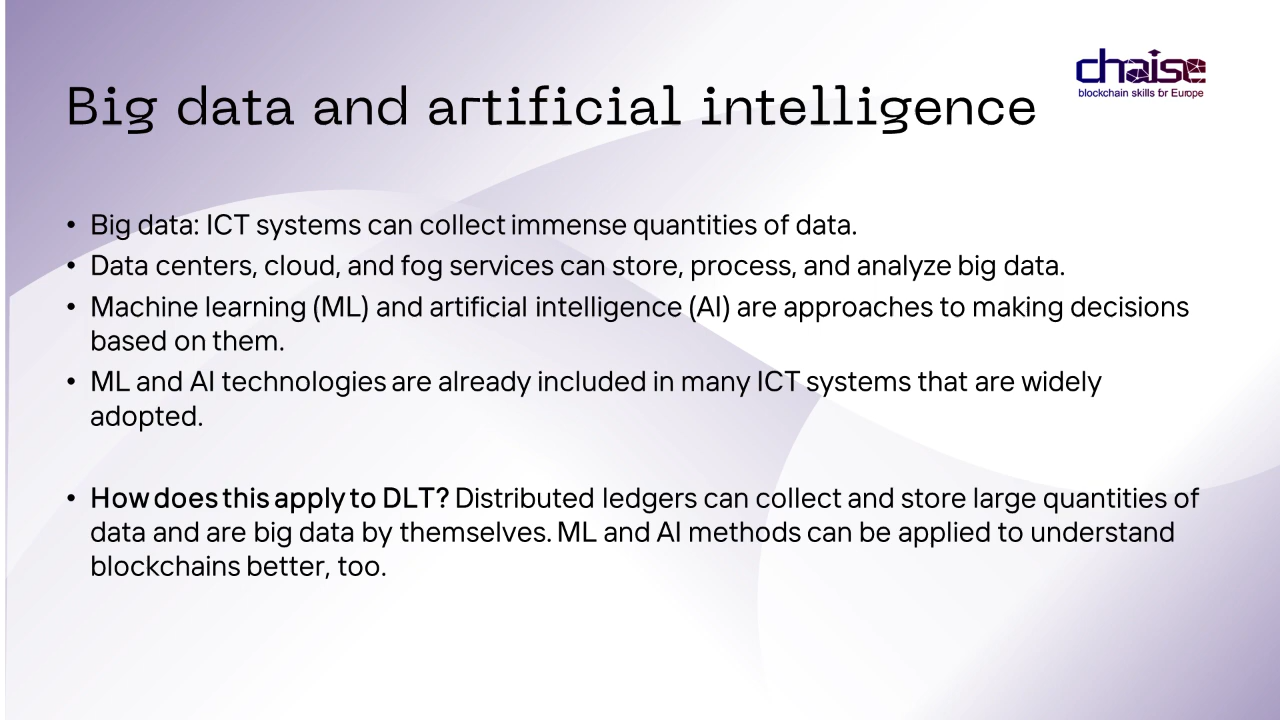 chaise
blockchain skills for Europe
Big data and artificial intelligence
• Big data: ICT systems can collect immense quantities of data.
• Data centers, cloud, and fog services can store, process, and analyze big data.
• Machine learning (ML) and artificial intelligence (AI) are approaches to making decisions
based on them.
• ML and AI technologies are already included in many ICT systems that are widely
adopted.
• How does this apply to DLT? Distributed ledgers can collect and store large quantities of
data and are big data by themselves. ML and AI methods can be applied to understand
blockchains better, too.